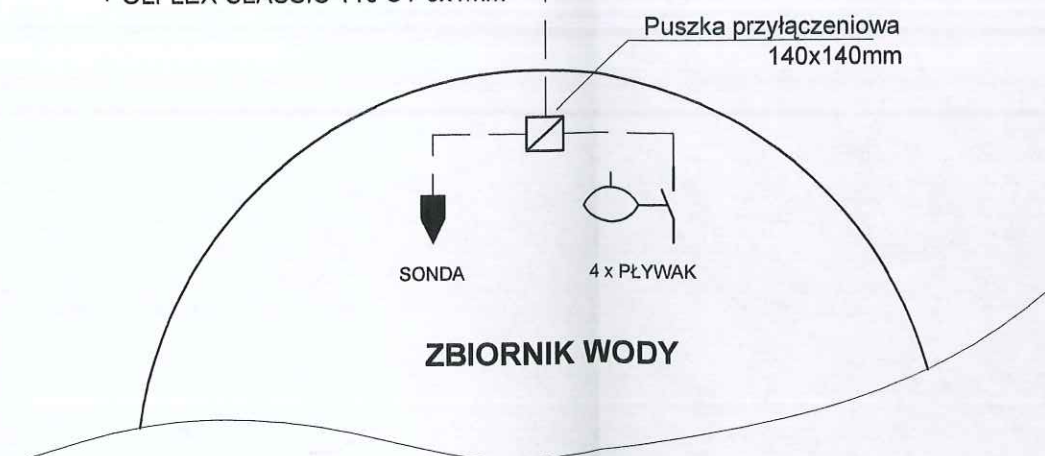 Puszka przyłączeniowa
140x140mm
SONDA
4 x PŁYWAK
ZBIORNIK WODY